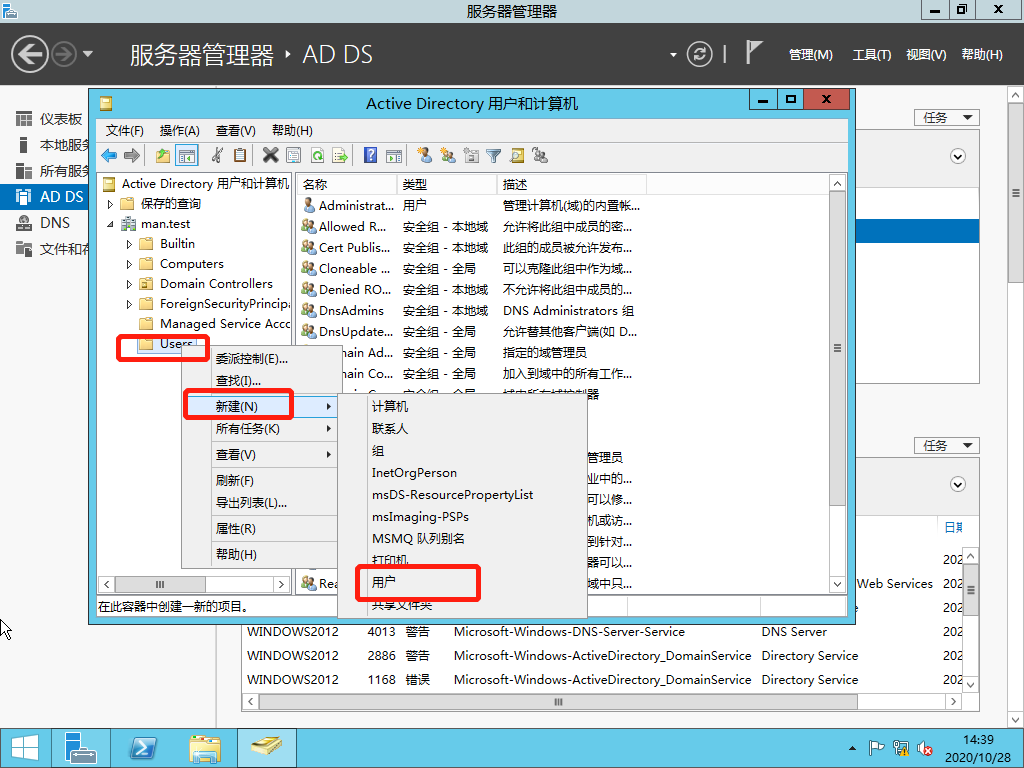 服务器管理器
服务器管理器 ‣ AD DS
管理(M) 工具(T) 视图(V) 帮助(H)
仪表板
本地服务
所有服务
AD DS
DNS
文件和存
任务
任务
日期
Active Directory 用户和计算机
文件(F) 操作(A) 查看(V) 帮助(H)
Active Directory 用户和计算机
保存的查询
man.test
Builtin
Computers
Domain Controllers
ForeignSecurityPrincipa
Managed Service Acco
Users
名称 类型 描述
Administrat... 用户 管理计算机(域)的内置帐...
Allowed R... 安全组 - 本地域 允许将此组中成员的密...
Cert Publis... 安全组 - 本地域 此组的成员被允许发布...
Cloneable ... 安全组 - 全局 可以克隆此组中作为域...
Denied RO... 安全组 - 本地域 不允许将此组中成员的...
DnsAdmins 安全组 - 本地域 DNS Administrators 组
DnsUpdate... 安全组 - 全局 允许替其他客户端(如 D...
main Ad... 安全组 - 全局 指定的域管理员
main Co... 安全组 - 全局 加入到域中的所有工作...
管理员
业中的...
可以修...
机或访...
到针对...
器可以...
Rea
域中只...
委派控制(E)...
查找(I)...
新建(N)
所有任务(K)
查看(V)
刷新(F)
导出列表(L)...
属性(R)
帮助(H)
计算机
联系人
组
InetOrgPerson
msDS-ResourcePropertyList
msImaging-PSPs
MSMQ 队列别名
打印机
用户
共享文件夹
在此容器中创建一新的项目。
202
Web Services 202
202
WINDOWS2012 4013 警告 Microsoft-Windows-DNS-Server-Service DNS Server 202
WINDOWS2012 2886 警告 Microsoft-Windows-ActiveDirectory_DomainService Directory Service 202
WINDOWS2012 1168 错误 Microsoft-Windows-ActiveDirectory_DomainService Directory Service 202
14:39
2020/10/28